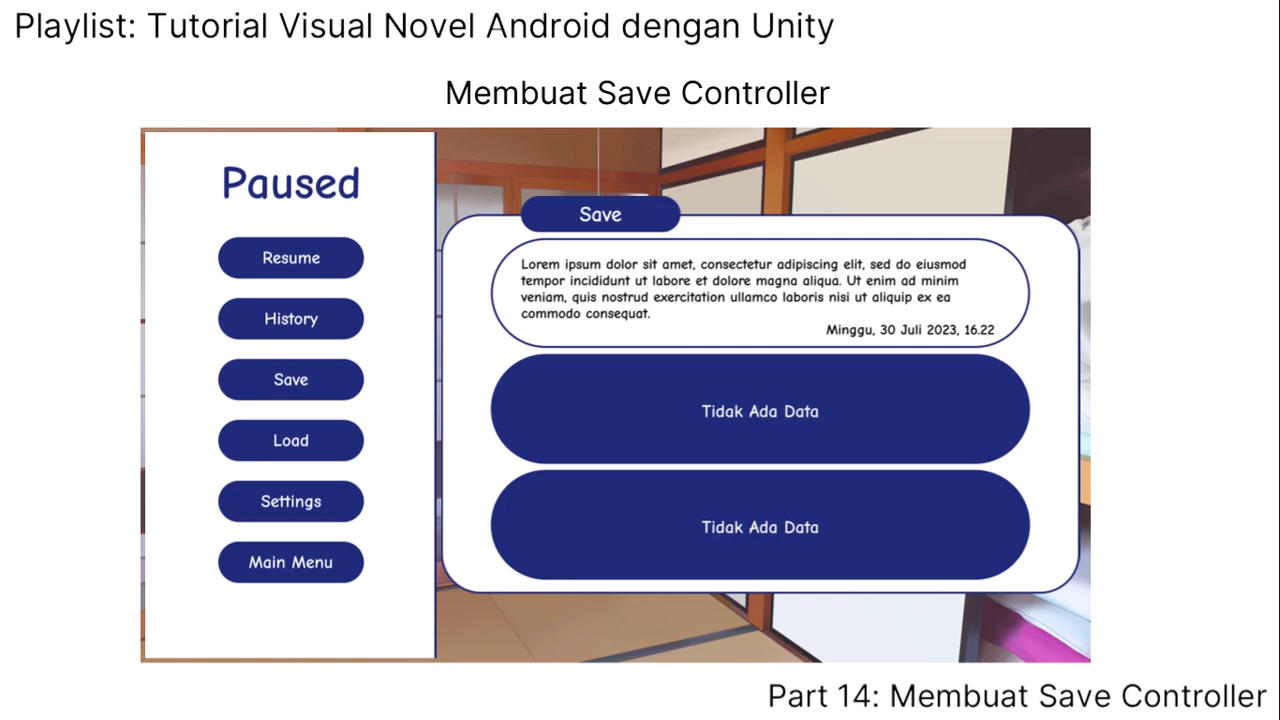 Playlist: Tutorial Visual Novel Android dengan Unity
Membuat Save Controller
Paused
Resume
History
Save
Load
Settings
Main Menu
Save
Lorem ipsum dolor sit amet, consectetur adipiscing elit, sed do eiusmod
tempor incididunt ut labore et dolore magna aliqua. Ut enim ad minim
veniam, quis nostrud exercitation ullamco laboris nisi ut aliquip ex ea
commodo consequat.
Minggu, 30 Juli 2023, 16.22
Tidak Ada Data
Tidak Ada Data
Part 14: Membuat Save Controller